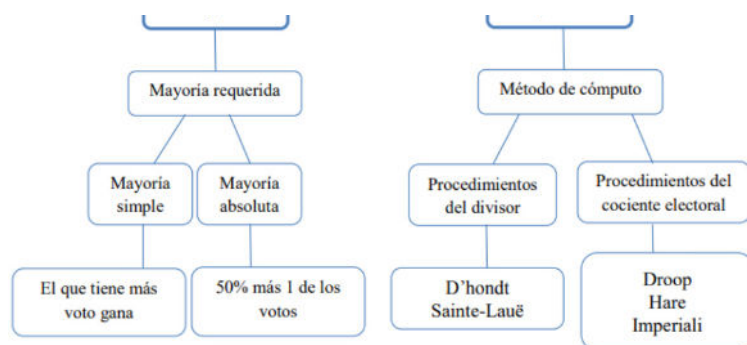 Mayoría requerida
Método de cómputo
Mayoría
simple
Mayoría
absoluta
Procedimientos
del divisor
Procedimientos del
cociente electoral
El que tiene más
voto gana
50% más 1 de los
votos
D’hondt
Sainte-Lauë
Droop
Hare
Imperiali